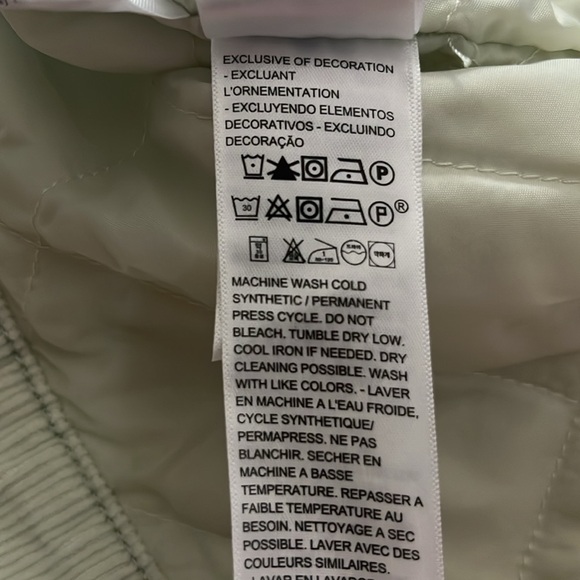 EXCLUSIVE OF DECORATION
- EXCLUANT
L'ORNEMENTATION
- EXCLUYENDO ELEMENTOS
DECORATIVOS - EXCLUINDO
DECORAÇÃO
P
30 P®
MACHINE WASH COLD
SYNTHETIC / PERMANENT
PRESS CYCLE. DO NOT
BLEACH. TUMBLE DRY LOW.
COOL IRON IF NEEDED. DRY
CLEANING POSSIBLE. WASH
WITH LIKE COLORS. - LAVER
EN MACHINE A L'EAU FROIDE,
CYCLE SYNTHETIQUE/
PERMAPRESS. NE PAS
BLANCHIR. SECHER EN
MACHINE A BASSE
TEMPERATURE. REPASSER A
FAIBLE TEMPERATURE AU
BESOIN. NETTOYAGE A SEC
POSSIBLE. LAVER AVEC DES
COULEURS SIMILAIRES.
- LAVAR EN LAVADORA